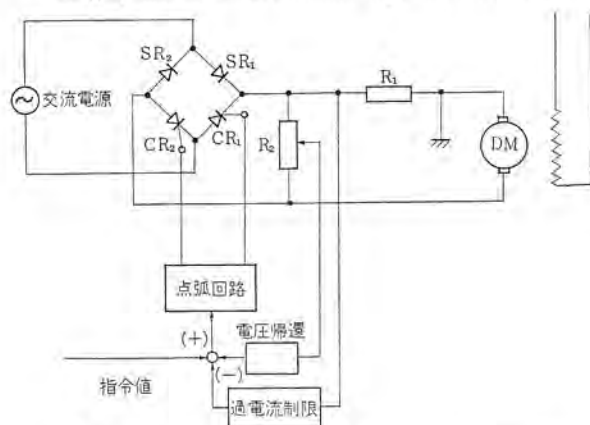 SR₂
SR₁
交流電源
CR₂
CR₁
R₂
R₁
DM
点弧回路
(+)
電圧帰還
(−)
指令値
過電流制限